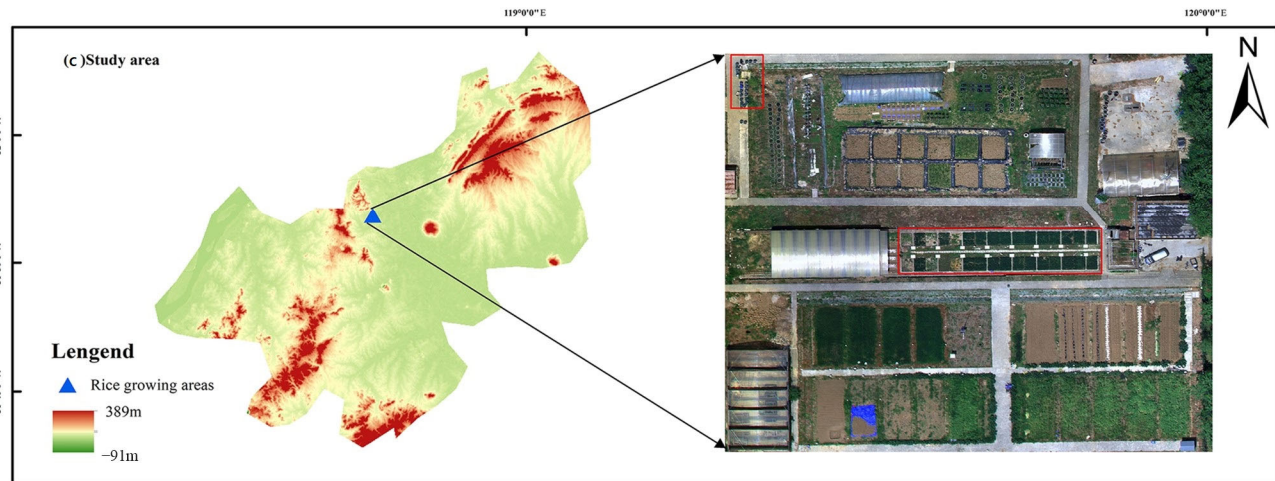 119°0'0"E
120°0'0"E
(c)Study area
N
Lengend
Rice growing areas
389m
−91m